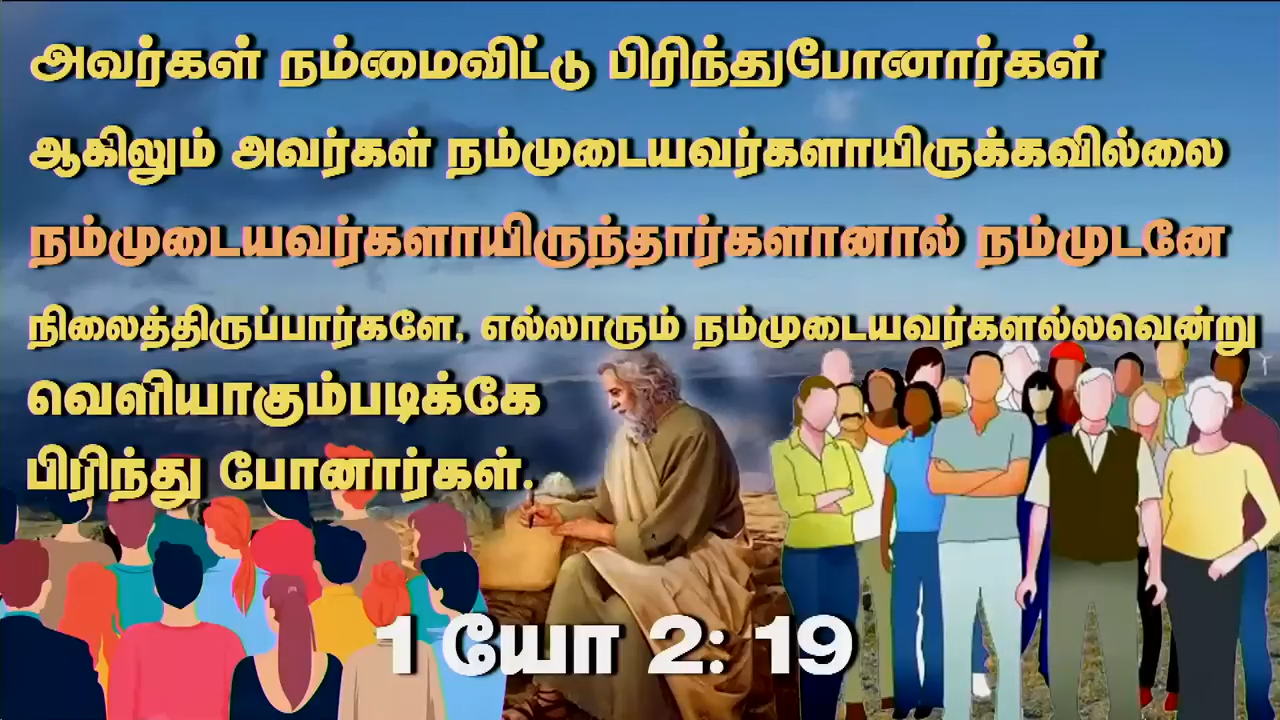 அவர்கள் நம்மைவிட்டு பிரிந்துபோனார்கள்
ஆகிலும் அவர்கள் நம்முடையவர்களாயிருக்கவில்லை
நம்முடையவர்களாயிருந்தார்களானால் நம்முடனே
நிலைத்திருப்பார்களே, எல்லாரும் நம்முடையவர்களல்லவென்று
வெளியாகும்படிக்கே
பிரிந்து போனார்கள்.
1 யோ 2: 19